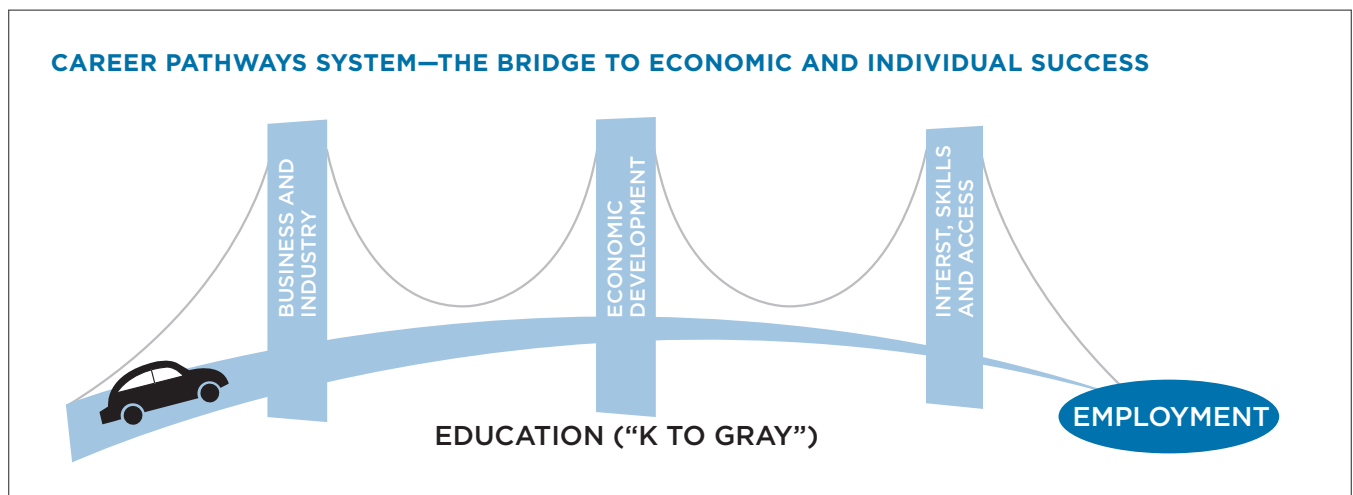 CAREER PATHWAYS SYSTEM—THE BRIDGE TO ECONOMIC AND INDIVIDUAL SUCCESS
BUSINESS AND
INDUSTRY
ECONOMIC
DEVELOPMENT
INTERST, SKILLS
AND ACCESS
EDUCATION (“K TO GRAY”)
EMPLOYMENT